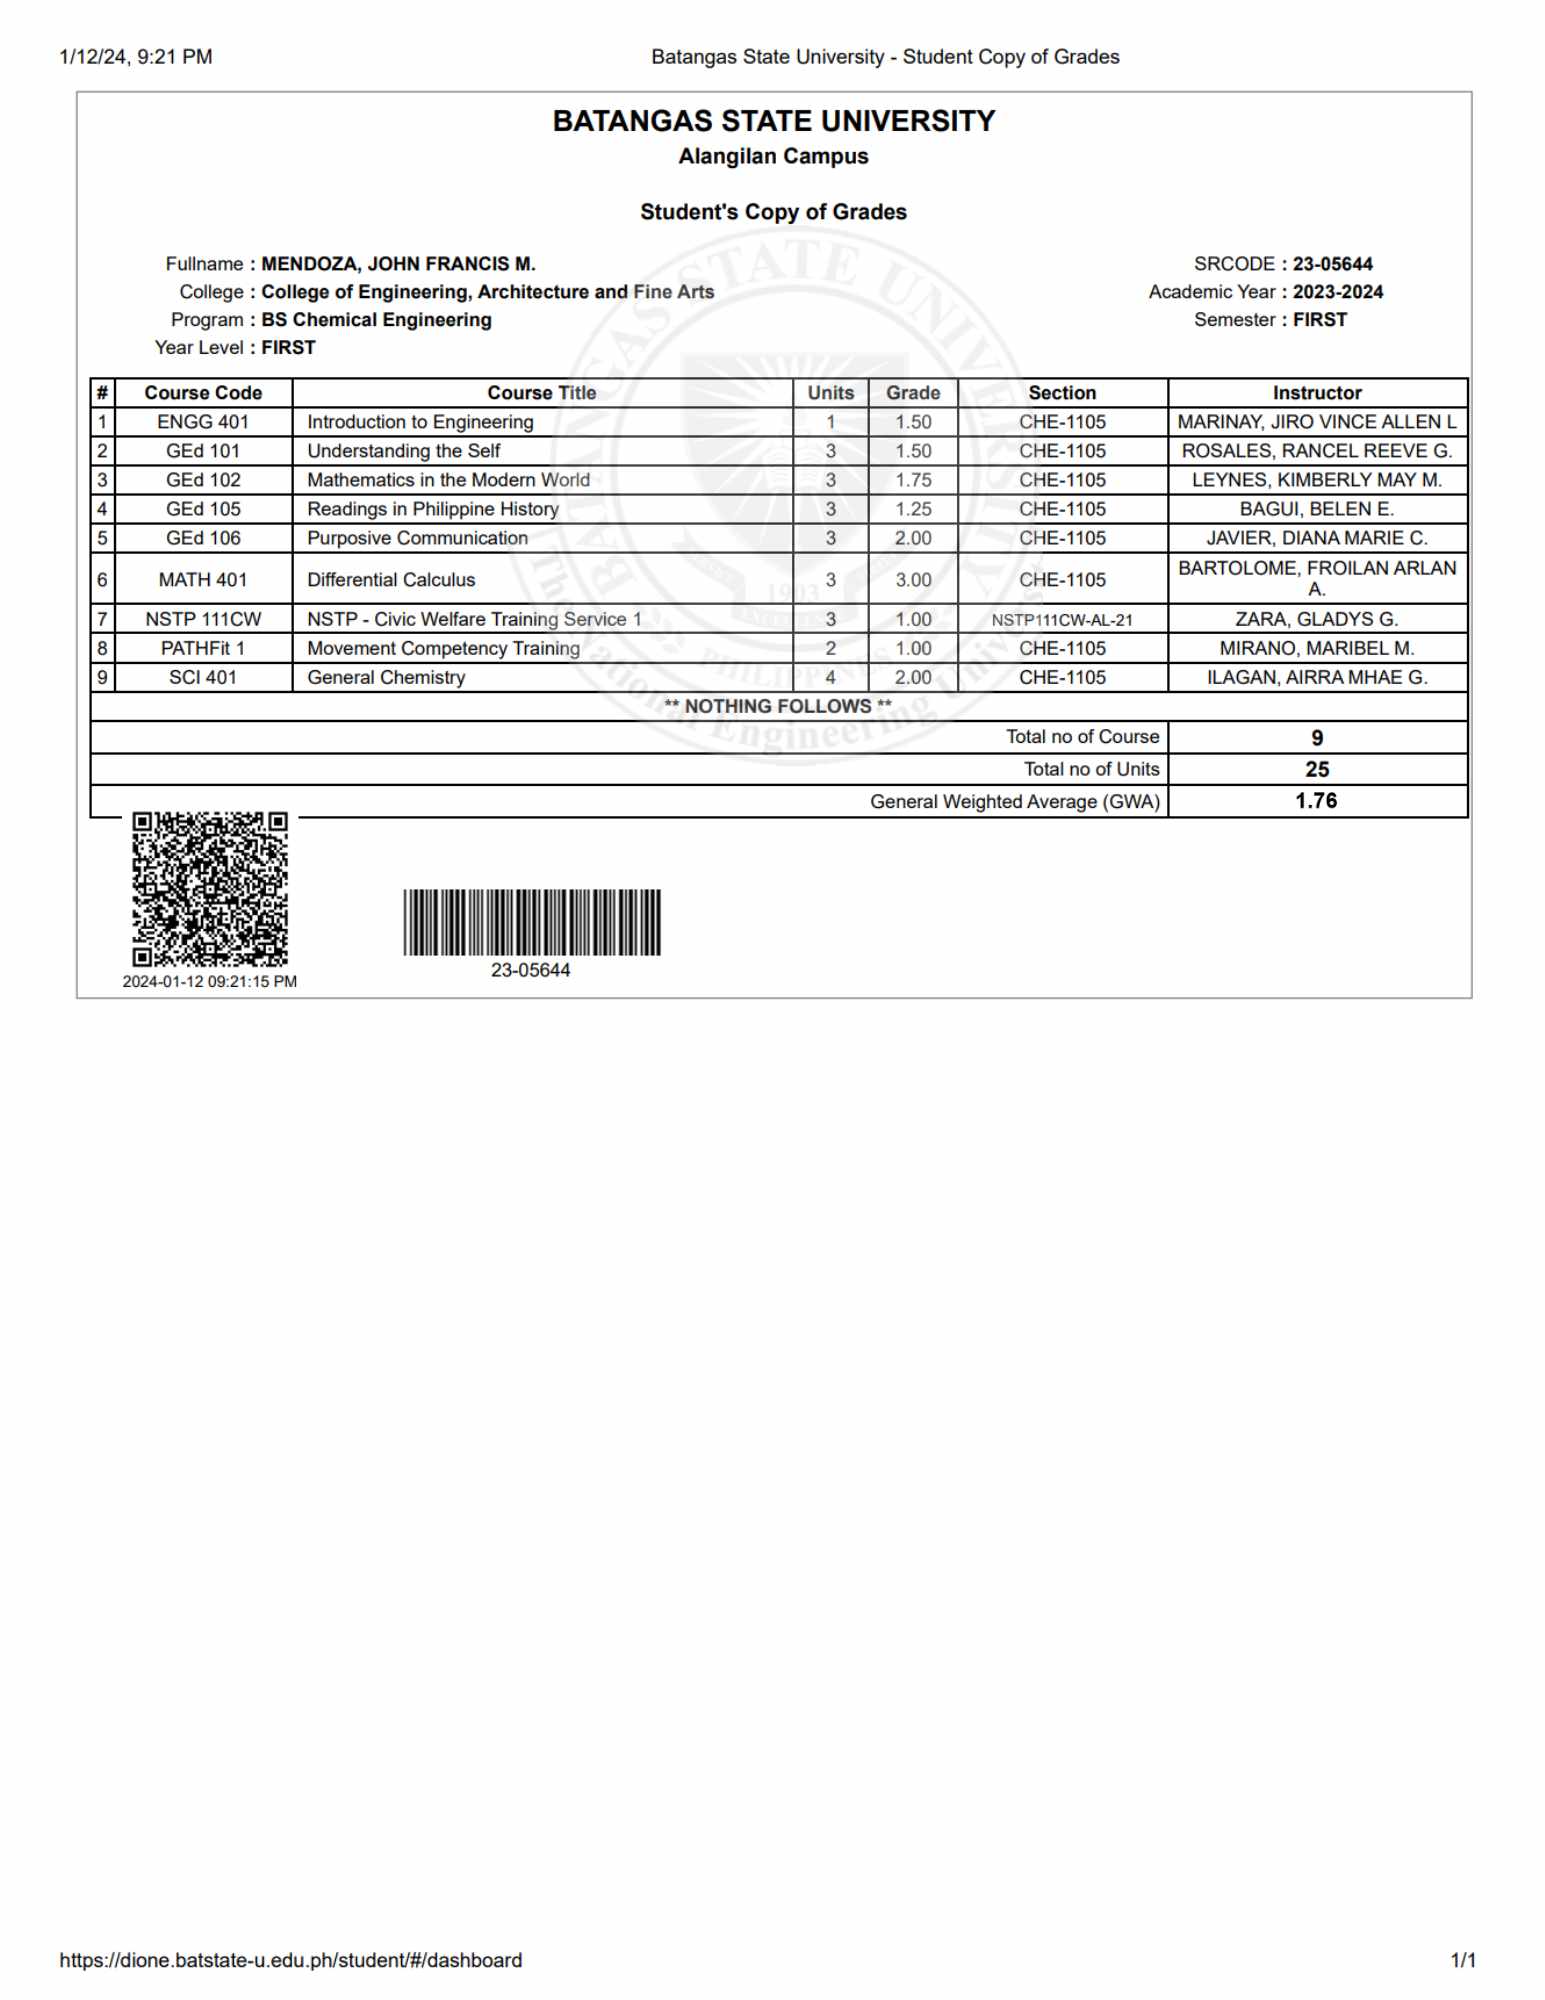 1/12/24, 9:21 PM Batangas State University - Student Copy of Grades
BATANGAS STATE UNIVERSITY
Alangilan Campus
Student's Copy of Grades
Fullname : MENDOZA, JOHN FRANCIS M. SRCODE : 23-05644
College : College of Engineering, Architecture and Fine Arts Academic Year : 2023-2024
Program : BS Chemical Engineering Semester : FIRST
Year Level : FIRST
# Course Code Course Title Units Grade Section Instructor
1 ENGG 401 Introduction to Engineering 1 1.50 CHE-1105 MARINAY, JIRO VINCE ALLEN L
2 GEd 101 Understanding the Self 3 1.50 CHE-1105 ROSALES, RANCEL REEVE G.
3 GEd 102 Mathematics in the Modern World 3 1.75 CHE-1105 LEYNES, KIMBERLY MAY M.
4 GEd 105 Readings in Philippine History 3 1.25 CHE-1105 BAGUI, BELEN E.
5 GEd 106 Purposive Communication 3 2.00 CHE-1105 JAVIER, DIANA MARIE C.
6 MATH 401 Differential Calculus 3 3.00 CHE-1105 BARTOLOME, FROILAN ARLAN
A.
7 NSTP 111CW NSTP - Civic Welfare Training Service 1 3 1.00 NSTP111CW-AL-21 ZARA, GLADYS G.
8 PATHFit 1 Movement Competency Training 2 1.00 CHE-1105 MIRANO, MARIBEL M.
9 SCI 401 General Chemistry 4 2.00 CHE-1105 ILAGAN, AIRRA MHAE G.
** NOTHING FOLLOWS **
Total no of Course 9
Total no of Units 25
General Weighted Average (GWA) 1.76
BATANGAS STATE UNIVERSITY
The National Engineering University
1903
PHILIPPINES
2024-01-12 09:21:15 PM
23-05644
https://dione.batstate-u.edu.ph/student/#/dashboard 1/1